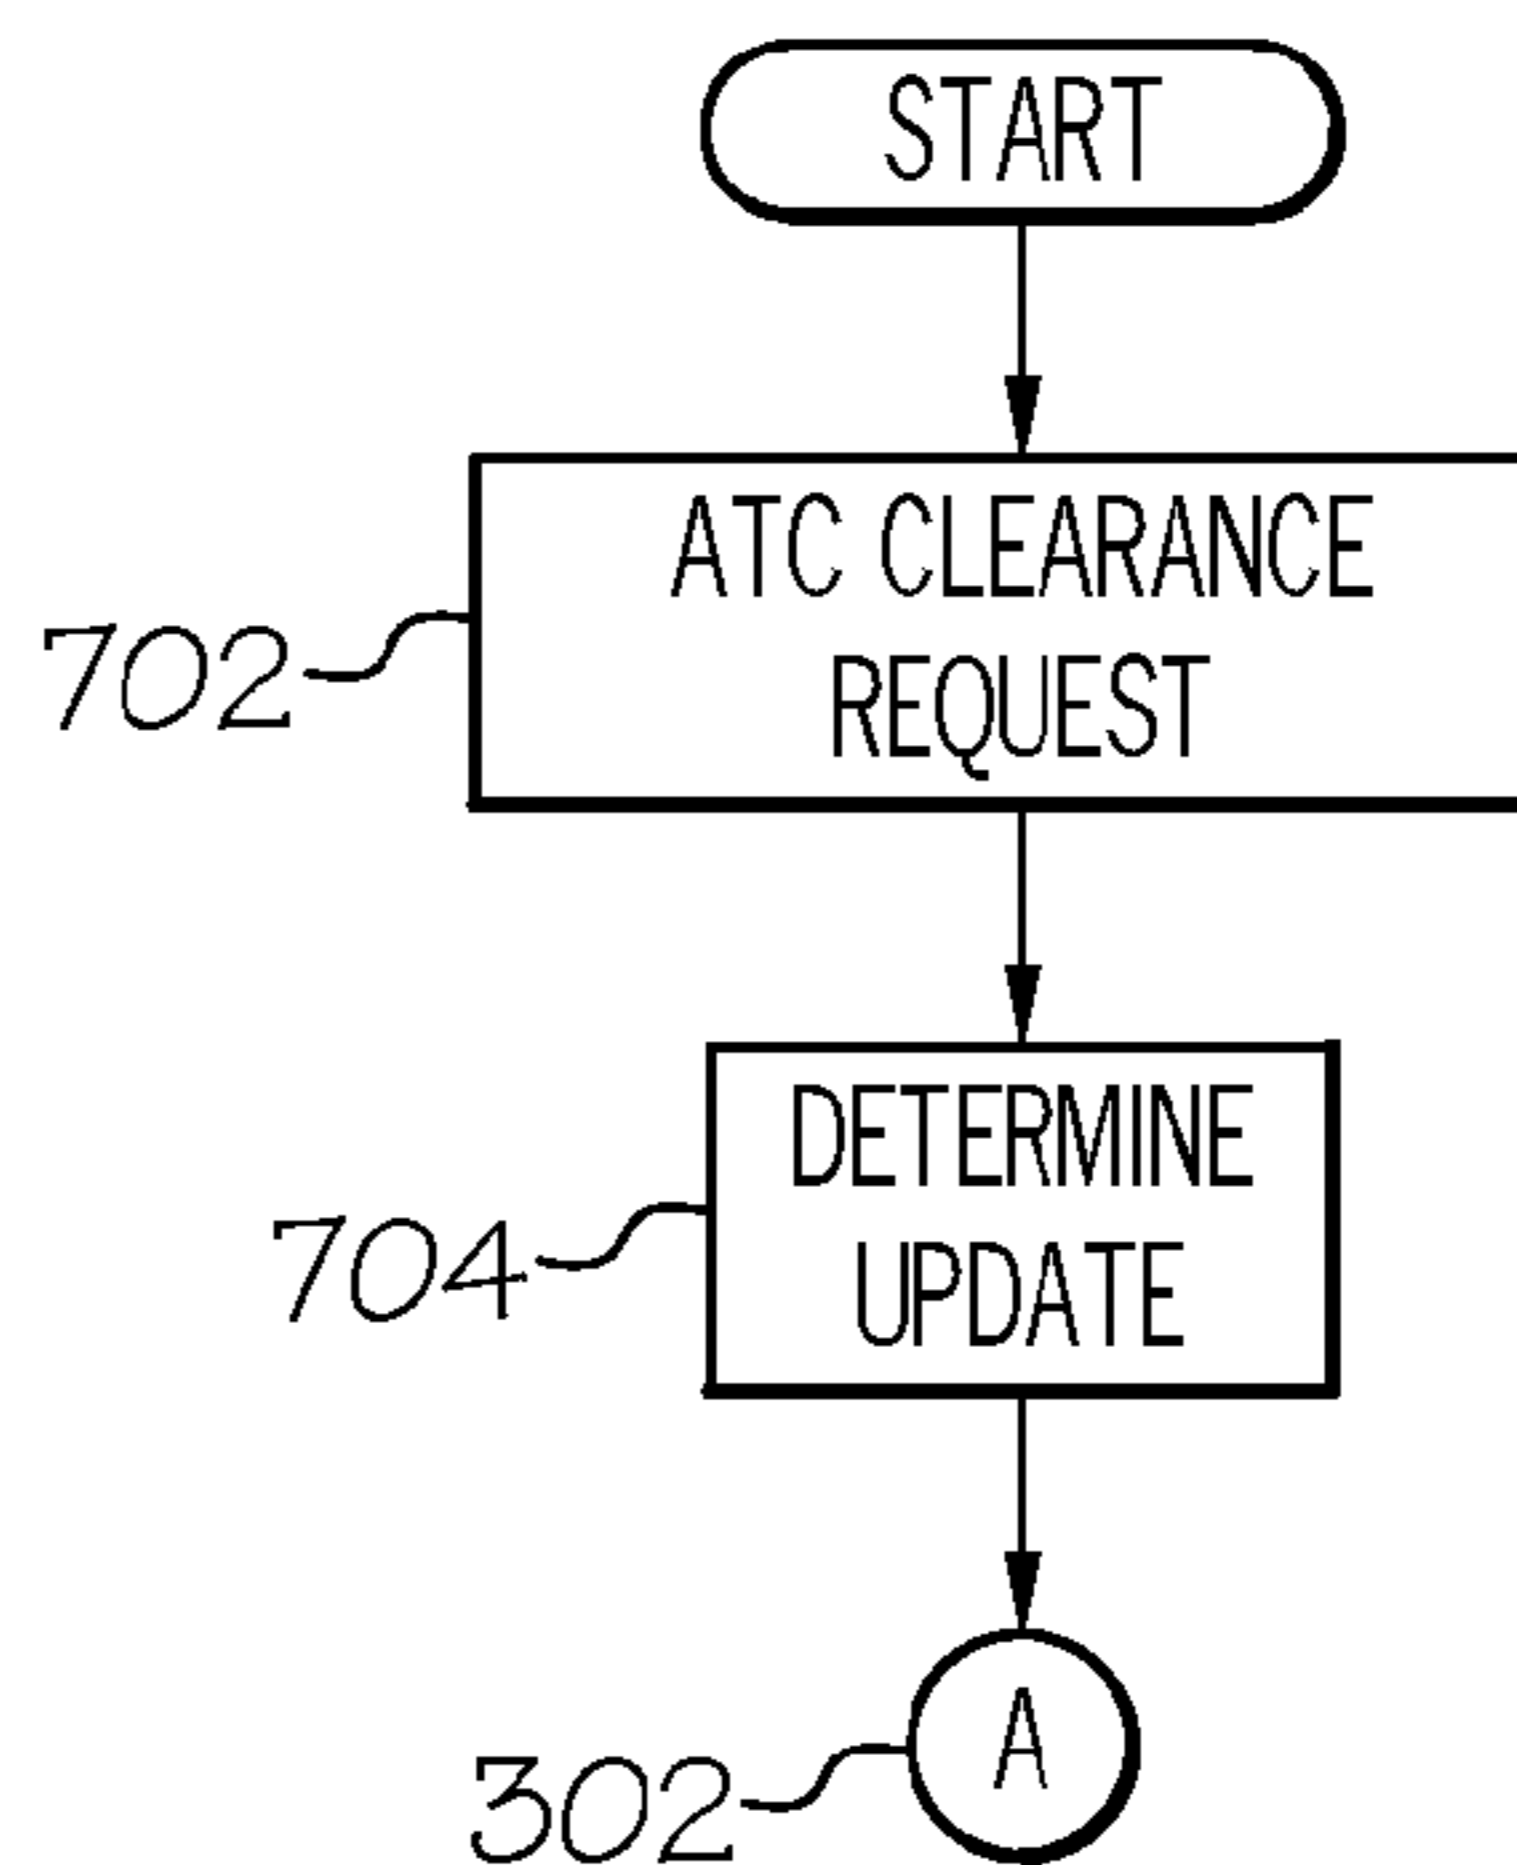 START
ATC CLEARANCE
REQUEST
702
DETERMINE
UPDATE
704
A
302